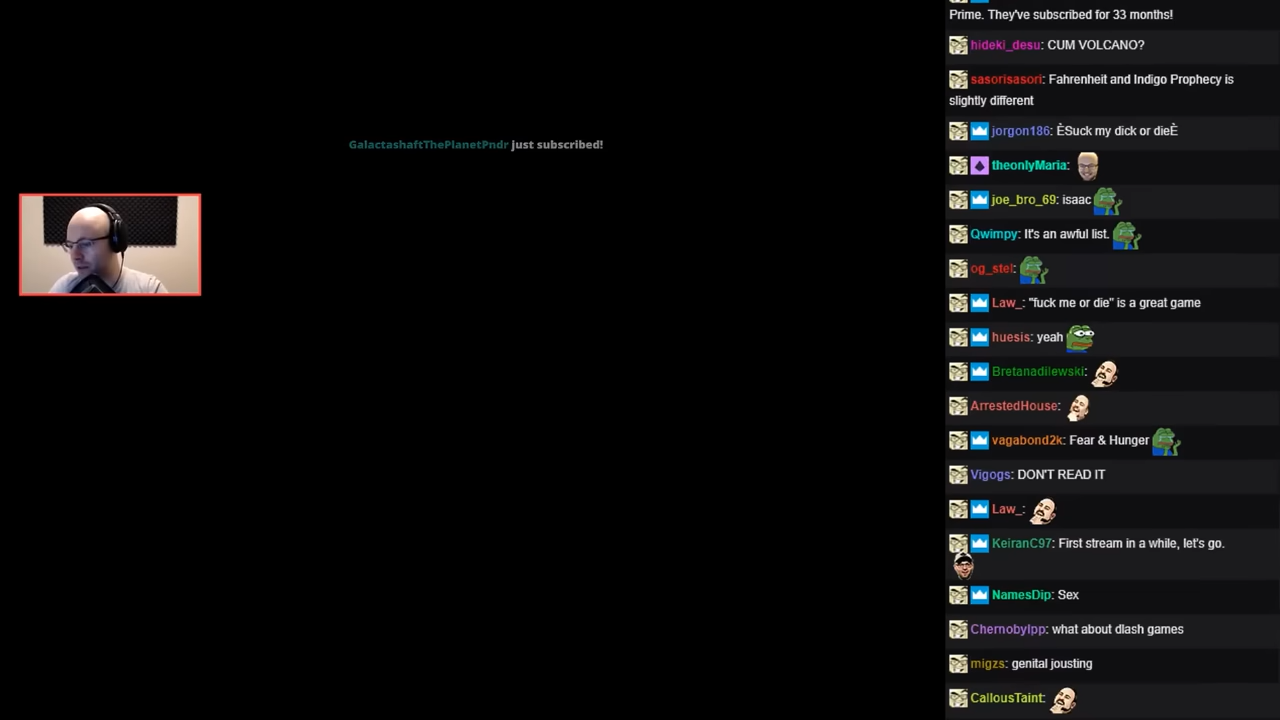 Prime. They've subscribed for 33 months!
hideki_desu: CUM VOLCANO?
sasorisasori: Fahrenheit and Indigo Prophecy is
slightly different
jorgon186: ÈSuck my dick or dieÈ
theonlyMaria:
joe_bro_69: isaac
Qwimpy: It's an awful list.
og_stel:
Law_: "fuck me or die" is a great game
huesis: yeah
Bretanadilewski:
ArrestedHouse:
vagabond2k: Fear & Hunger
Vigogs: DON'T READ IT
Law_:
KeiranC97: First stream in a while, let's go.
NamesDip: Sex
Chernobylpp: what about dlash games
migzs: genital jousting
CallousTaint:
GalactashaftThePlanetPndr just subscribed!